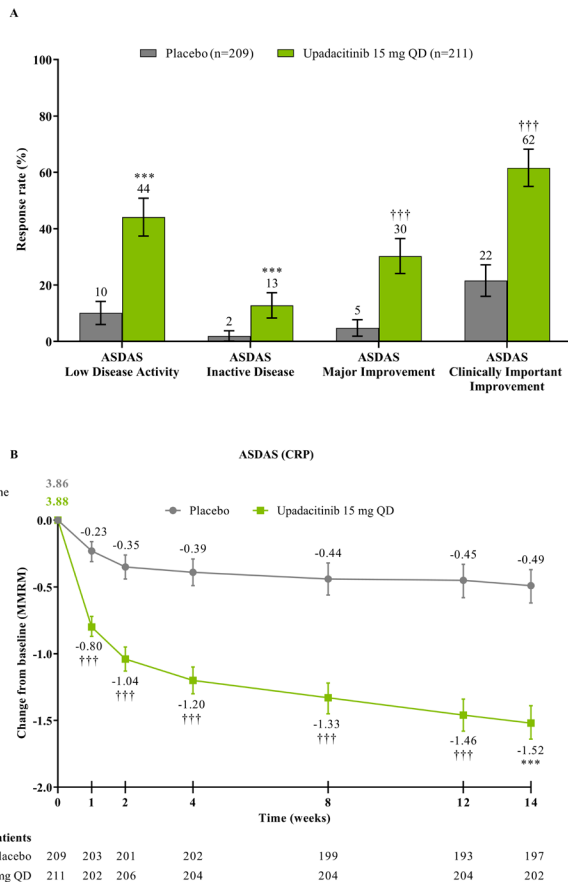 A
Placebo (n=209) Upadacitinib 15 mg QD (n=211)
100
80
60
40
20
0
Response rate (%)
10
***
44
2
***
13
5
†††
30
22
†††
62
ASDAS
Low Disease Activity
ASDAS
Inactive Disease
ASDAS
Major Improvement
ASDAS
Clinically Important
Improvement
B
ASDAS (CRP)
3.86
3.88
Placebo Upadacitinib 15 mg QD
0.0
-0.5
-1.0
-1.5
-2.0
Change from baseline (MMRM)
-0.23 -0.35 -0.39 -0.44 -0.45 -0.49
-0.80
†††
-1.04
†††
-1.20
†††
-1.33
†††
-1.46
†††
-1.52
***
0 1 2 4 8 12 14
Time (weeks)
209 203 201 202 199 193 197
mg QD 211 202 206 204 204 204 202